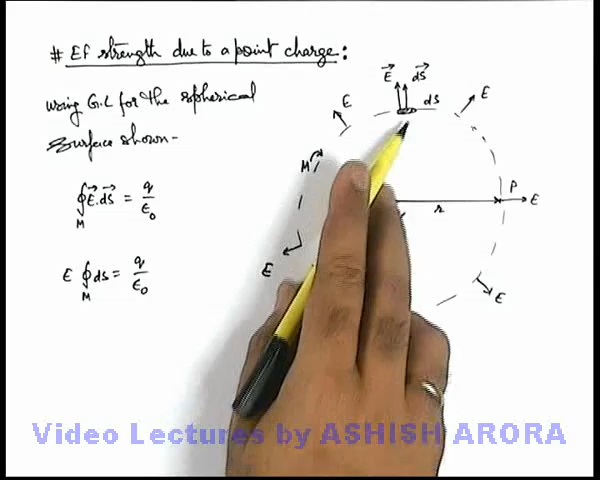 # EF strength due to a point charge:
using G.L for the spherical
surface shown-
∮ E⃗.dS⃗ = q/ε₀
M
E ∮ ds = q/ε₀
M
E⃗ dS⃗
dS
E
E
M
P
E
r
E
E
Video Lectures by ASHISH ARORA